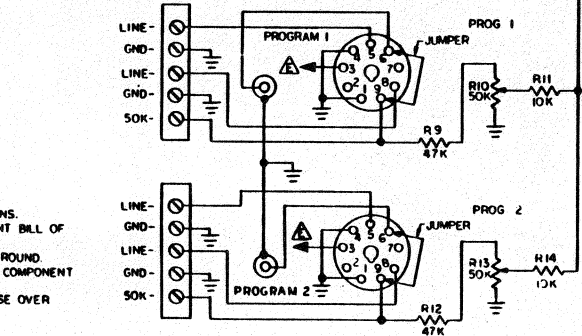 PROG 1
LINE-
PROGRAM 1
JUMPER
GND-
E
4 5 6
3 7
2 1 9 8
LINE-
GND-
R10
50K
R11
10K
50K-
R9
47K
NS.
LINE-
PROG 2
T BILL OF
GND-
E
JUMPER
4 5 6
ROUND.
LINE-
3 7
COMPONENT
GND-
2 1 9 8
R13
50K
R14
10K
SE OVER
50K-
PROGRAM 2
R12
47K